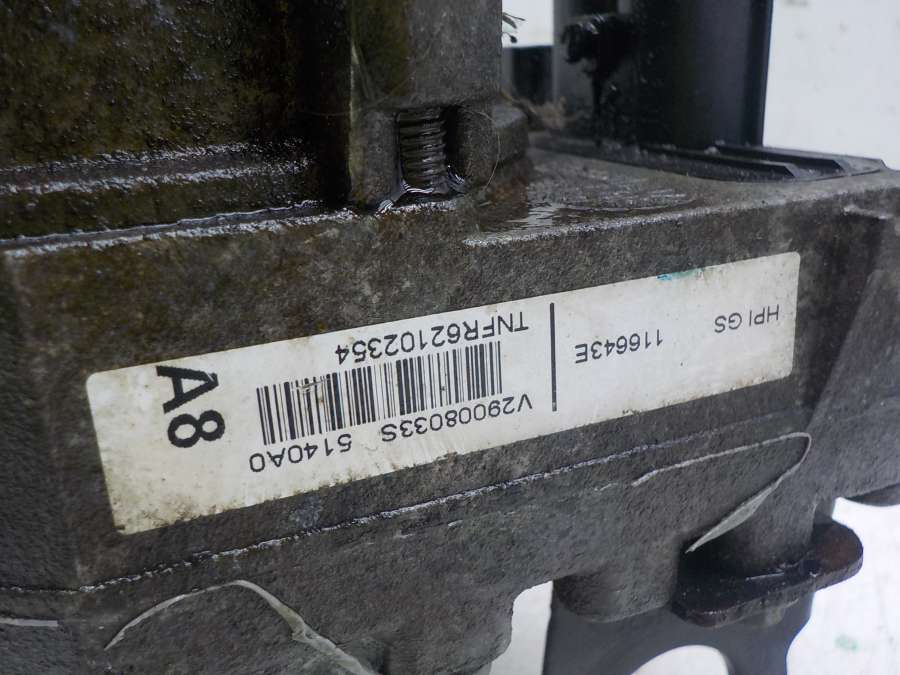 HPI GS
116643E
V29008033S 5140A0
TNFR62102354
A8